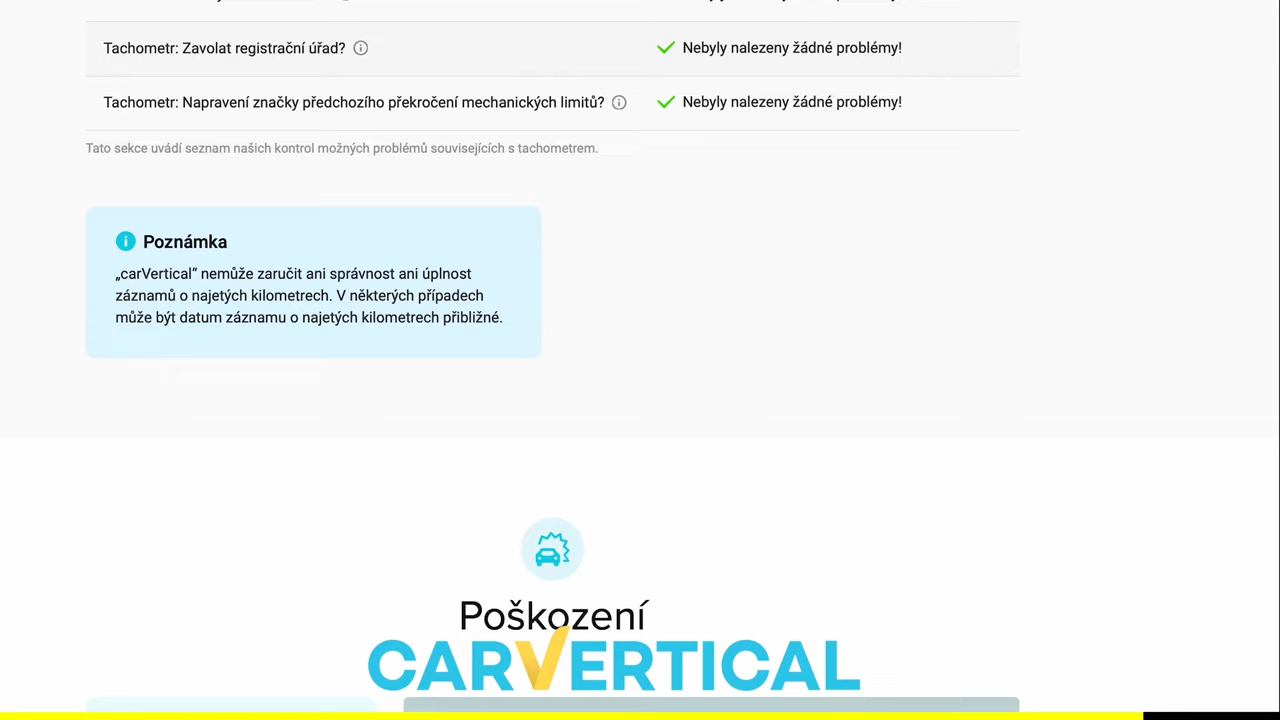 Tachometr: Zavolat registrační úřad?
Nebyly nalezeny žádné problémy!
Tachometr: Napravení značky předchozího překročení mechanických limitů?
Nebyly nalezeny žádné problémy!
Tato sekce uvádí seznam našich kontrol možných problémů souvisejících s tachometrem.
Poznámka
„carVertical“ nemůže zaručit ani správnost ani úplnost
záznamů o najetých kilometrech. V některých případech
může být datum záznamu o najetých kilometrech přibližné.
Poškození
CARVERTICAL